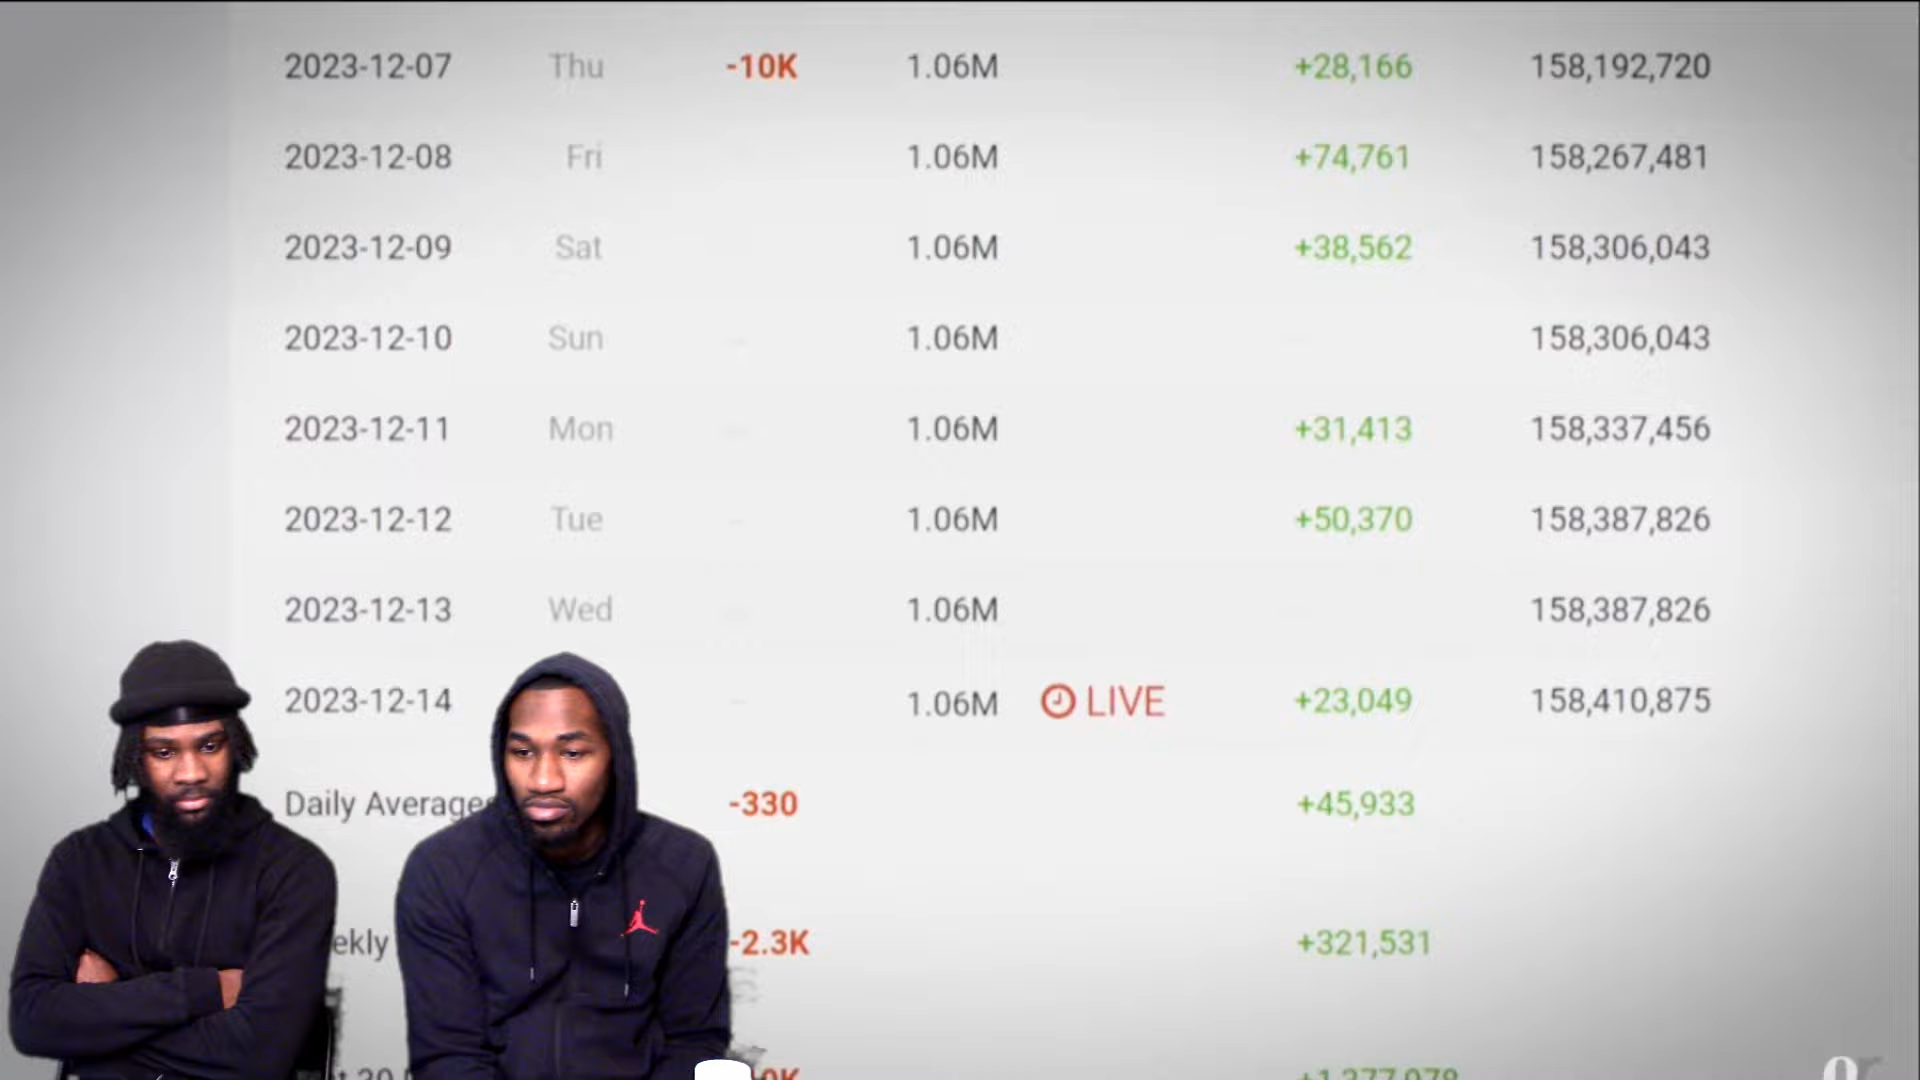 2023-12-07 Thu -10K 1.06M +28,166 158,192,720
2023-12-08 Fri 1.06M +74,761 158,267,481
2023-12-09 Sat 1.06M +38,562 158,306,043
2023-12-10 Sun 1.06M 158,306,043
2023-12-11 Mon 1.06M +31,413 158,337,456
2023-12-12 Tue 1.06M +50,370 158,387,826
2023-12-13 Wed 1.06M 158,387,826
2023-12-14 1.06M LIVE +23,049 158,410,875
Daily Average -330 +45,933
ekly -2.3K +321,531